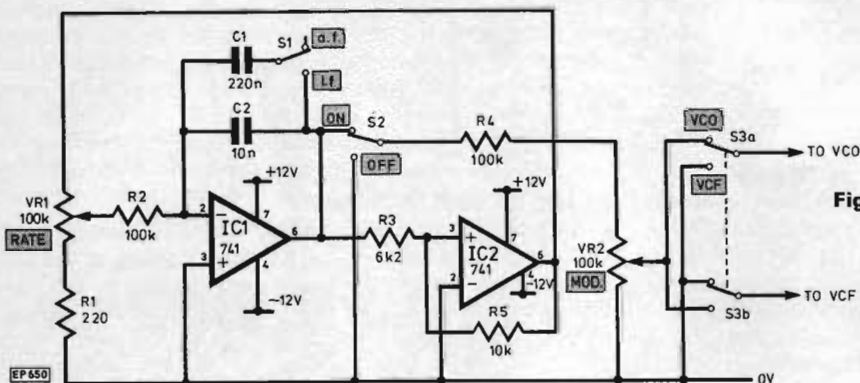 C1
220n
S1
a.f.
l.f
C2
10n
ON
S2
OFF
R4
100k
VCO
S3a
TO VCO
VCF
VR1
100k
RATE
R2
100k
2
3
+12V
7
IC1
741
6
4
−12V
R3
6k2
+12V
3
2
7
IC2
741
6
4
-12V
R5
10k
VR2
100k
MOD.
Fig
TO VCF
S3b
R1
220
EP650
0V